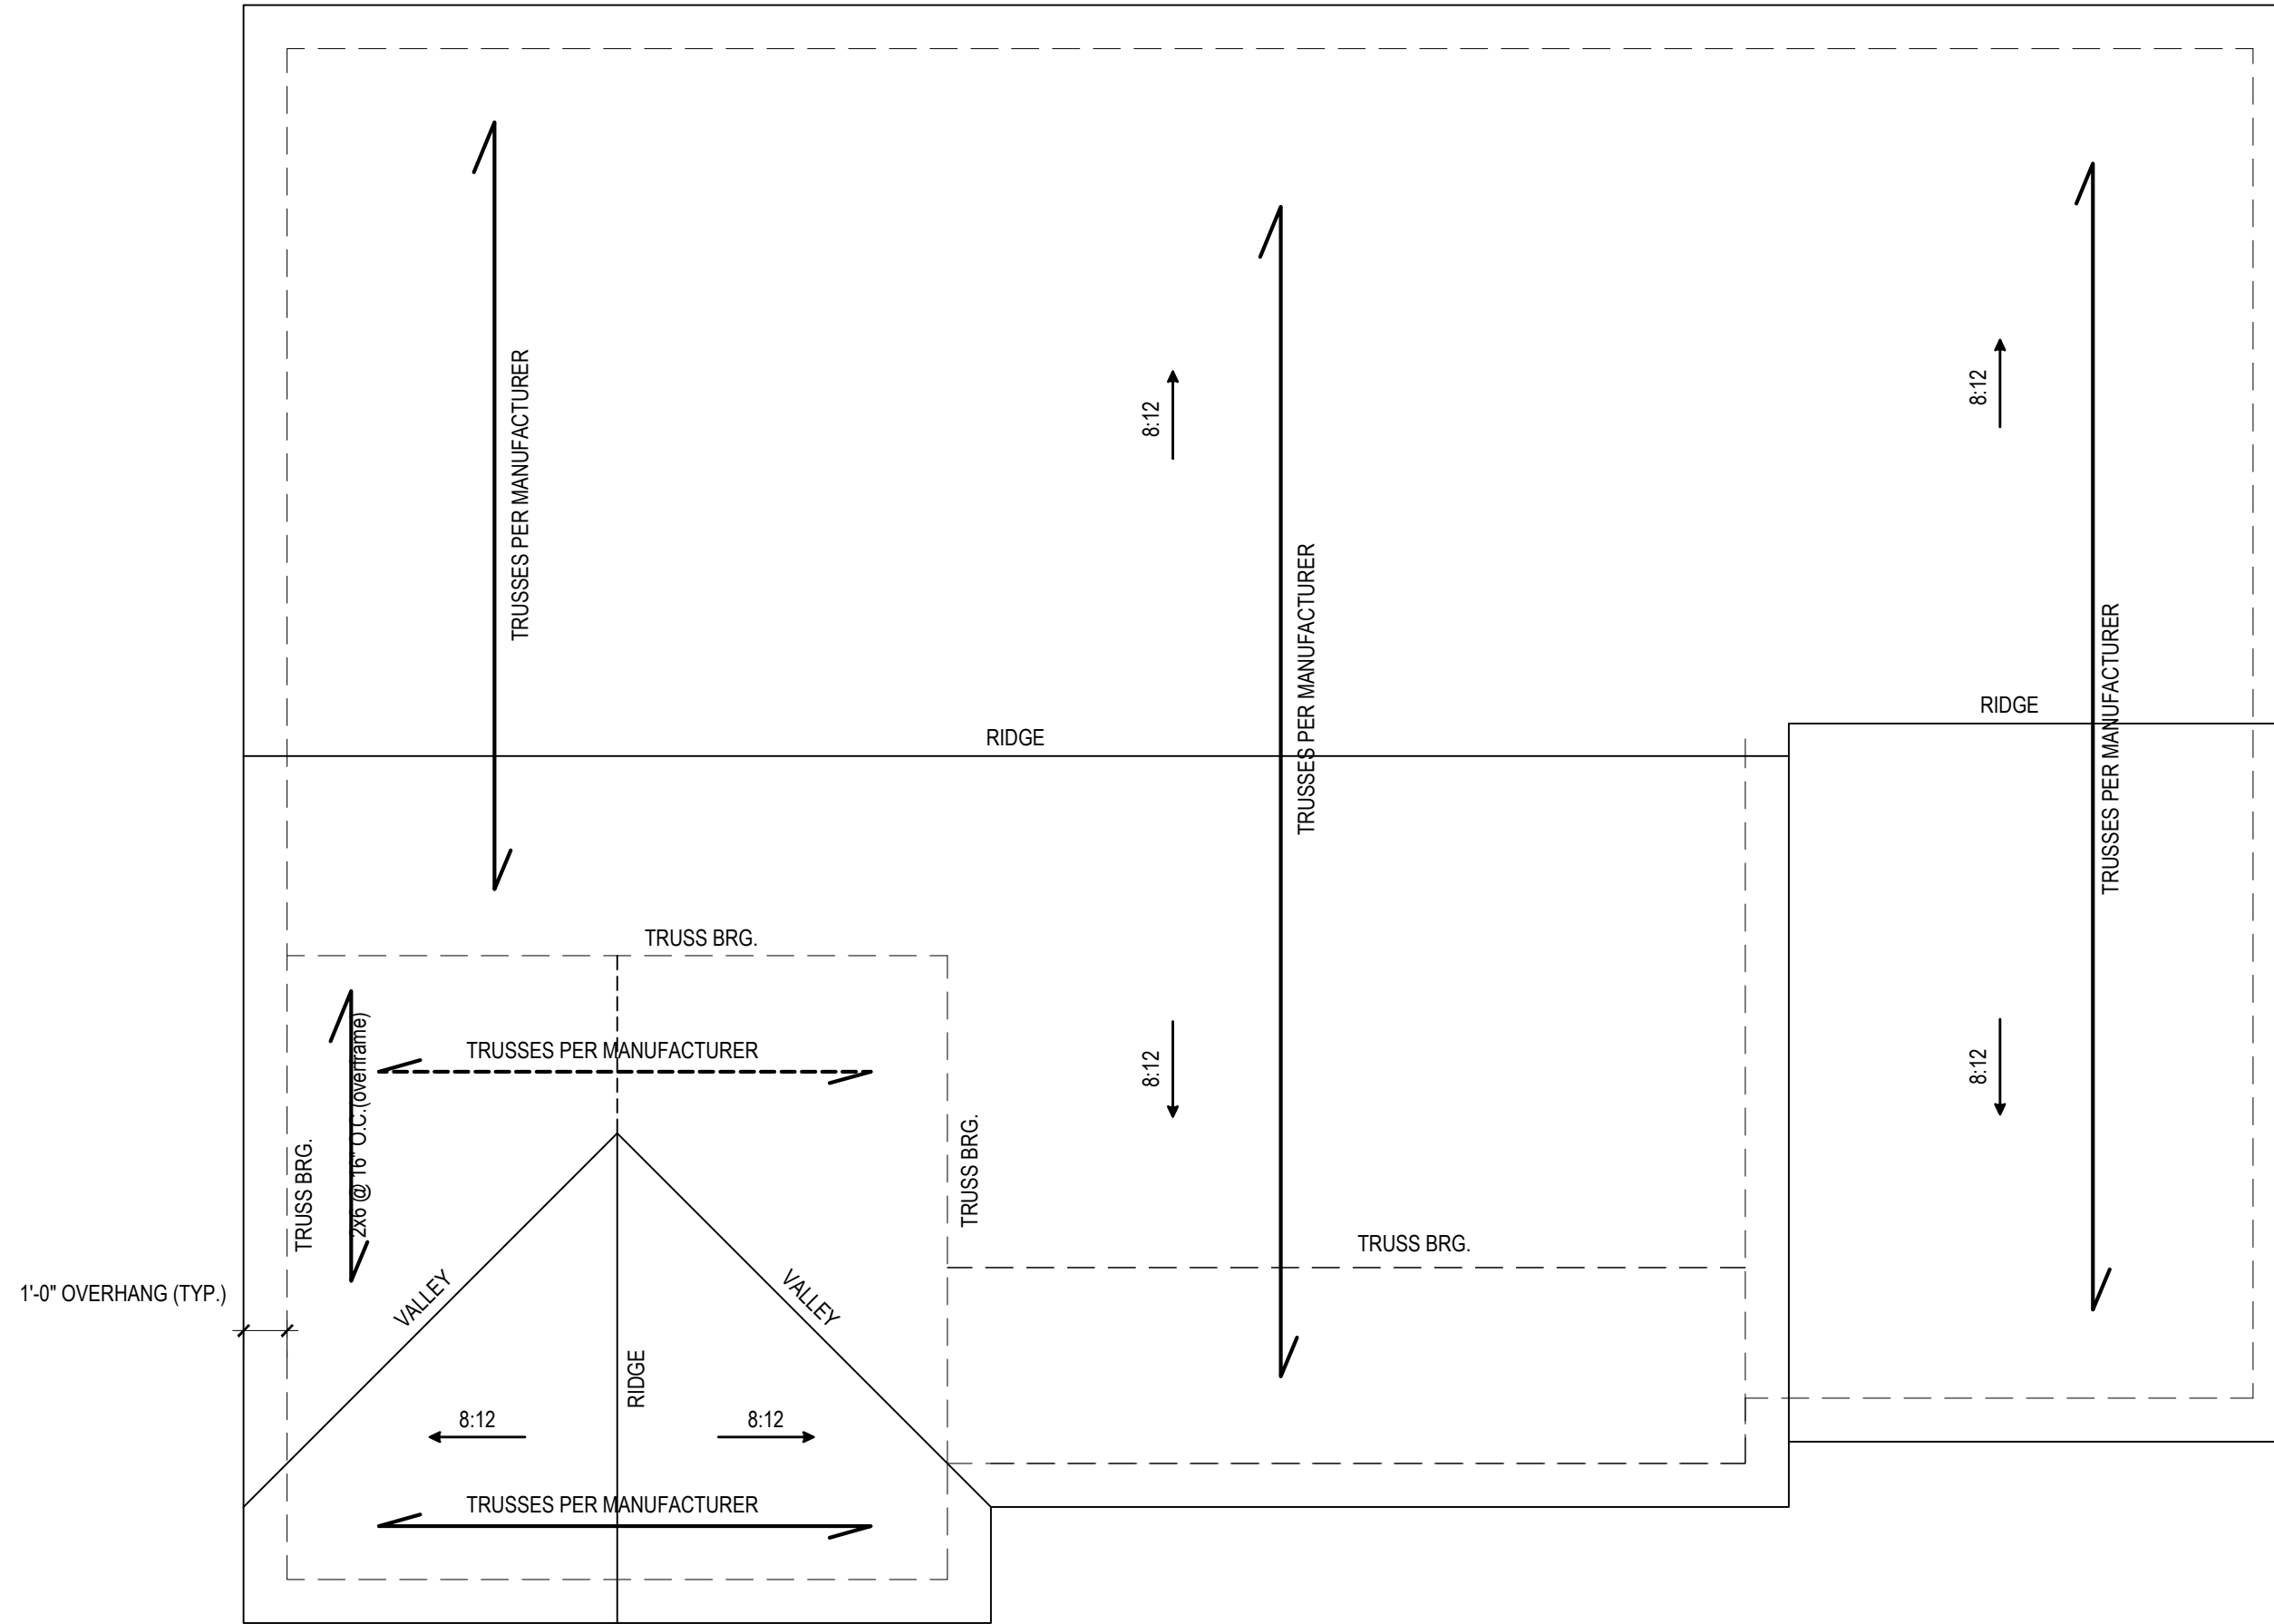 TRUSSES PER MANUFACTURER
8:12
8:12
TRUSSES PER MANUFACTURER
TRUSSES PER MANUFACTURER
RIDGE
RIDGE
TRUSS BRG.
TRUSSES PER MANUFACTURER
2x6 @ 16" O.C.(overframe)
8:12
8:12
TRUSS BRG.
TRUSS BRG.
TRUSS BRG.
1'-0" OVERHANG (TYP.)
VALLEY
VALLEY
RIDGE
8:12
8:12
TRUSSES PER MANUFACTURER